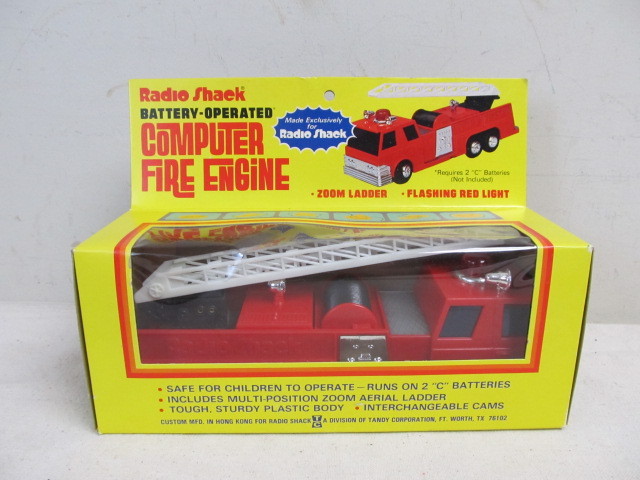 Radio Shack®
BATTERY-OPERATED*
COMPUTER
FIRE ENGINE
Made Exclusively
for
Radio Shack
*Requires 2 "C" Batteries
(Not Included)
• ZOOM LADDER • FLASHING RED LIGHT
• SAFE FOR CHILDREN TO OPERATE — RUNS ON 2 "C" BATTERIES
• INCLUDES MULTI-POSITION ZOOM AERIAL LADDER
• TOUGH, STURDY PLASTIC BODY • INTERCHANGEABLE CAMS
CUSTOM MFD. IN HONG KONG FOR RADIO SHACK TC A DIVISION OF TANDY CORPORATION, FT. WORTH, TX 76102